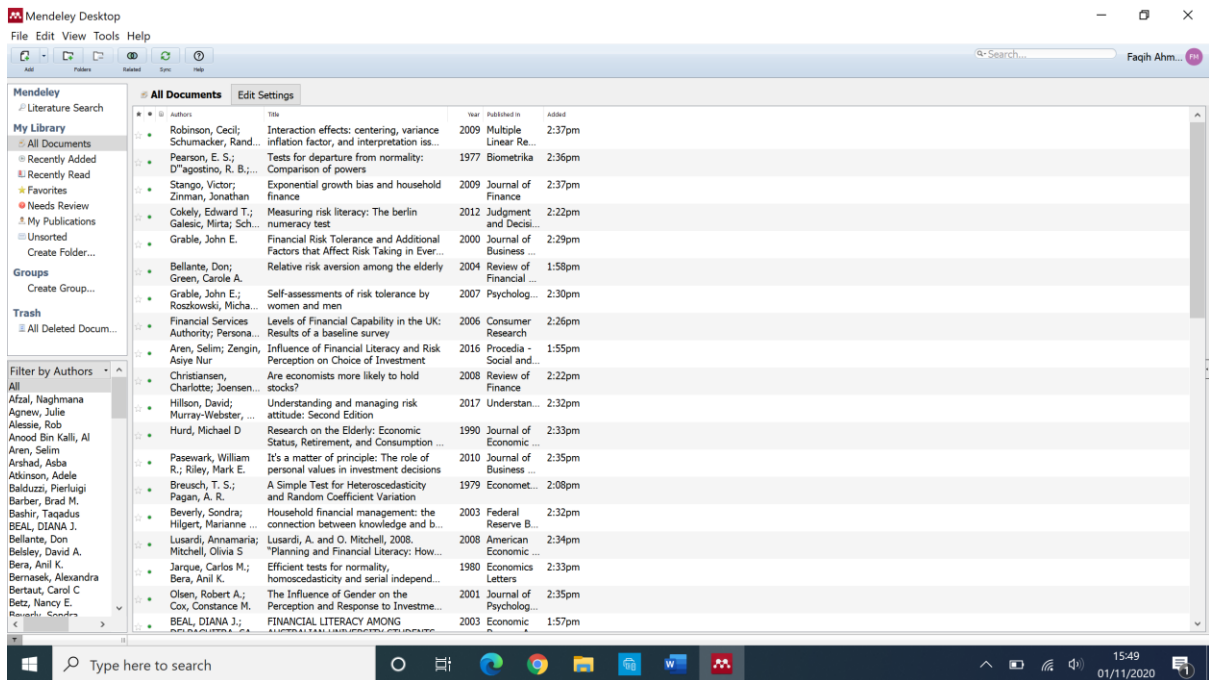 Mendeley Desktop
File Edit View Tools Help
Add Folders Related Sync Help
Search...
Faqih Ahm... FM
Mendeley
Literature Search
My Library
All Documents
Recently Added
Recently Read
Favorites
Needs Review
My Publications
Unsorted
Create Folder...
Groups
Create Group...
Trash
All Deleted Docum...
Filter by Authors
All
Afzal, Naghmana
Agnew, Julie
Alessie, Rob
Anood Bin Kalli, Al
Aren, Selim
Arshad, Asba
Atkinson, Adele
Balduzzi, Pierluigi
Barber, Brad M.
Bashir, Taqadus
BEAL, DIANA J.
Bellante, Don
Belsley, David A.
Bera, Anil K.
Bernasek, Alexandra
Bertaut, Carol C
Betz, Nancy E.
Beverly, Sondra
All Documents Edit Settings
Authors Title Year Published In Added
Robinson, Cecil; Interaction effects: centering, variance 2009 Multiple 2:37pm
Schumacker, Rand... inflation factor, and interpretation iss... Linear Re...
Pearson, E. S.; Tests for departure from normality: 1977 Biometrika 2:36pm
D'"agostino, R. B.;... Comparison of powers
Stango, Victor; Exponential growth bias and household 2009 Journal of 2:37pm
Zinman, Jonathan finance Finance
Cokely, Edward T.; Measuring risk literacy: The berlin 2012 Judgment 2:22pm
Galesic, Mirta; Sch... numeracy test and Decisi...
Grable, John E. Financial Risk Tolerance and Additional 2000 Journal of 2:29pm
Factors that Affect Risk Taking in Ever... Business ...
Bellante, Don; Relative risk aversion among the elderly 2004 Review of 1:58pm
Green, Carole A. Financial ...
Grable, John E.; Self-assessments of risk tolerance by 2007 Psycholog... 2:30pm
Roszkowski, Micha... women and men
Financial Services Levels of Financial Capability in the UK: 2006 Consumer 2:26pm
Authority; Persona... Results of a baseline survey Research
Aren, Selim; Zengin, Influence of Financial Literacy and Risk 2016 Procedia - 1:55pm
Asiye Nur Perception on Choice of Investment Social and...
Christiansen, Are economists more likely to hold 2008 Review of 2:22pm
Charlotte; Joensen... stocks? Finance
Hillson, David; Understanding and managing risk 2017 Understan... 2:32pm
Murray-Webster, ... attitude: Second Edition
Hurd, Michael D Research on the Elderly: Economic 1990 Journal of 2:33pm
Status, Retirement, and Consumption ... Economic ...
Pasewark, William It's a matter of principle: The role of 2010 Journal of 2:35pm
R.; Riley, Mark E. personal values in investment decisions Business ...
Breusch, T. S.; A Simple Test for Heteroscedasticity 1979 Economet... 2:08pm
Pagan, A. R. and Random Coefficient Variation
Beverly, Sondra; Household financial management: the 2003 Federal 2:32pm
Hilgert, Marianne ... connection between knowledge and b... Reserve B...
Lusardi, Annamaria; Lusardi, A. and O. Mitchell, 2008. 2008 American 2:34pm
Mitchell, Olivia S "Planning and Financial Literacy: How... Economic ...
Jarque, Carlos M.; Efficient tests for normality, 1980 Economics 2:33pm
Bera, Anil K. homoscedasticity and serial independ... Letters
Olsen, Robert A.; The Influence of Gender on the 2001 Journal of 2:35pm
Cox, Constance M. Perception and Response to Investme... Psycholog...
BEAL, DIANA J.; FINANCIAL LITERACY AMONG 2003 Economic 1:57pm
AUSTRALIAN UNIVERSITY STUDENTS
Type here to search
15:49
01/11/2020